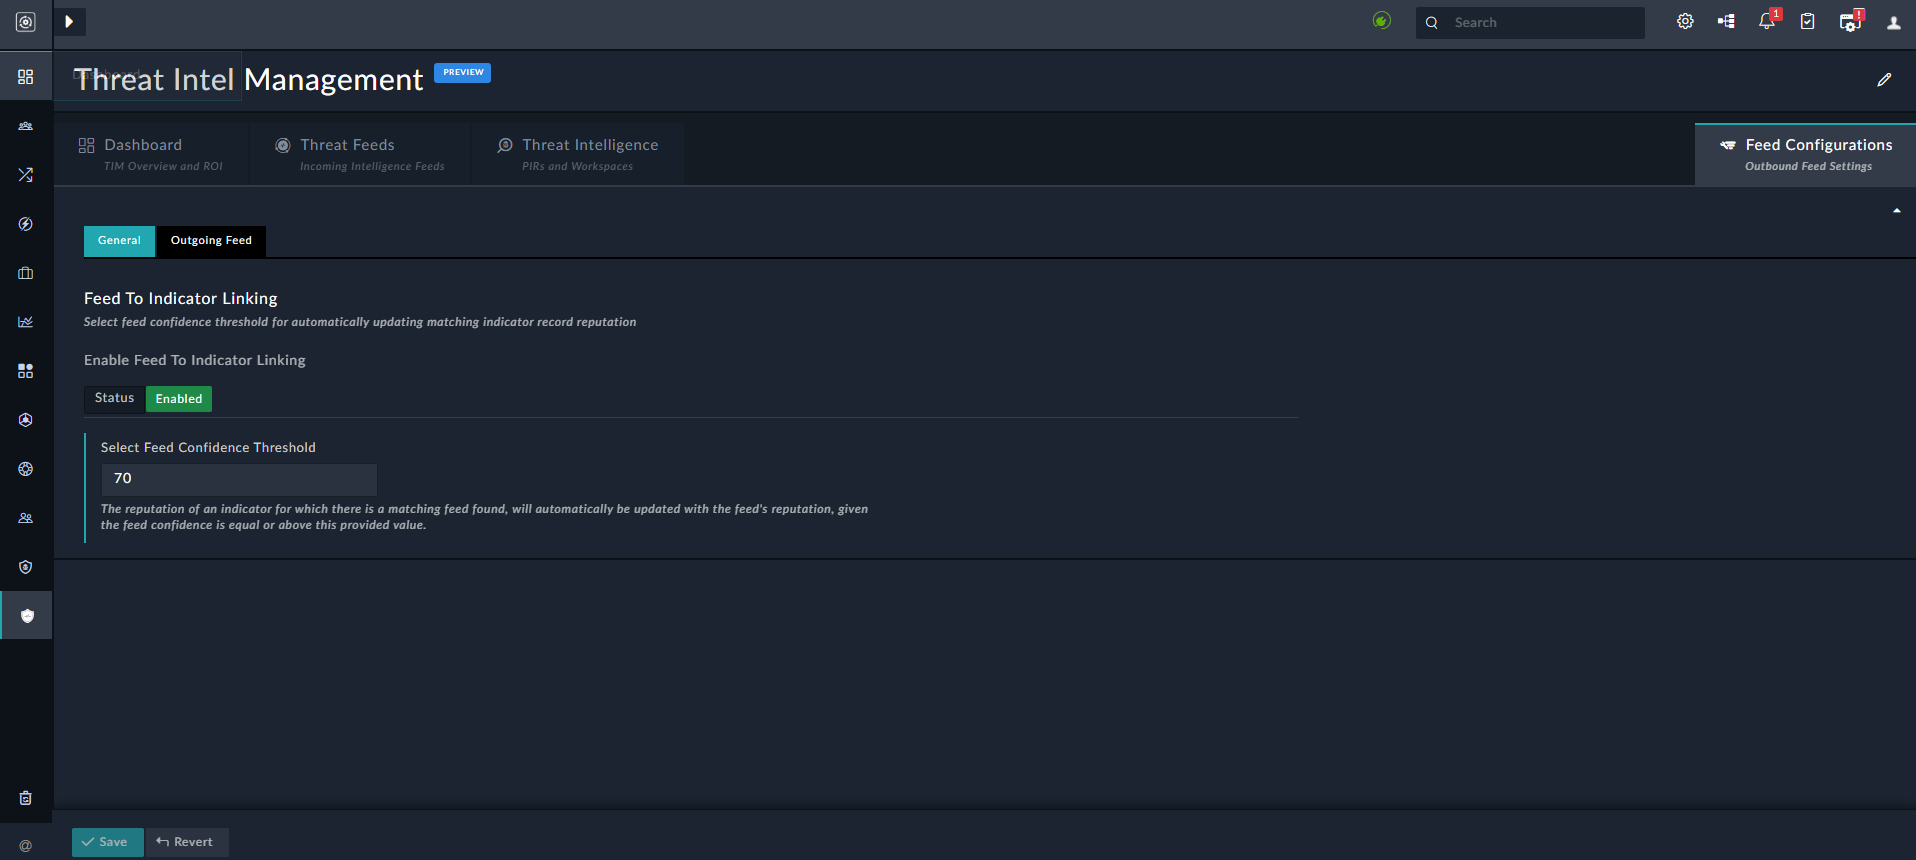 Search
1
!
Dashboard
Threat Intel Management
PREVIEW
Dashboard
TIM Overview and ROI
Threat Feeds
Incoming Intelligence Feeds
Threat Intelligence
PIRs and Workspaces
Feed Configurations
Outbound Feed Settings
General
Outgoing Feed
Feed To Indicator Linking
Select feed confidence threshold for automatically updating matching indicator record reputation
Enable Feed To Indicator Linking
Status
Enabled
Select Feed Confidence Threshold
70
The reputation of an indicator for which there is a matching feed found, will automatically be updated with the feed's reputation, given
the feed confidence is equal or above this provided value.
Save
Revert
@